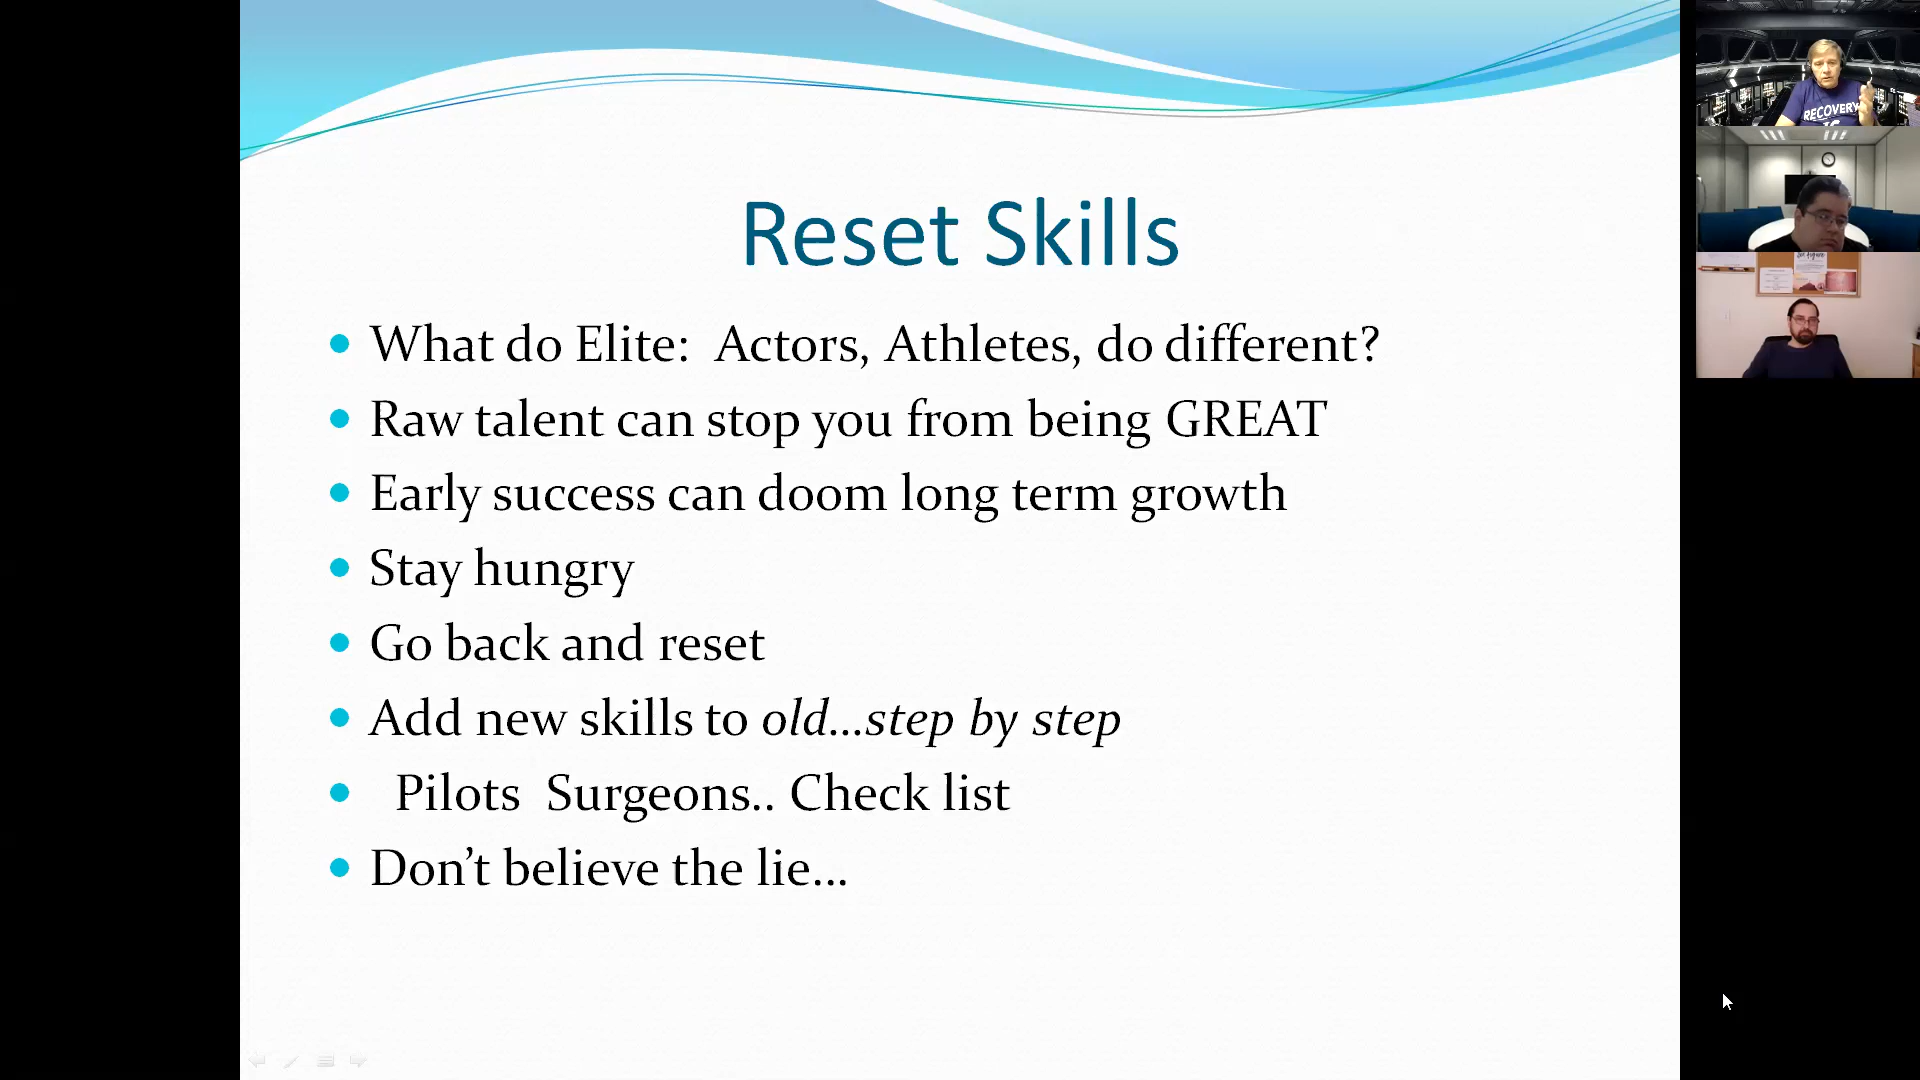 Reset Skills
What do Elite:  Actors, Athletes, do different?
Raw talent can stop you from being GREAT
Early success can doom long term growth
Stay hungry
Go back and reset
Add new skills to old...step by step
Pilots  Surgeons.. Check list
Don't believe the lie...
RECOVERY